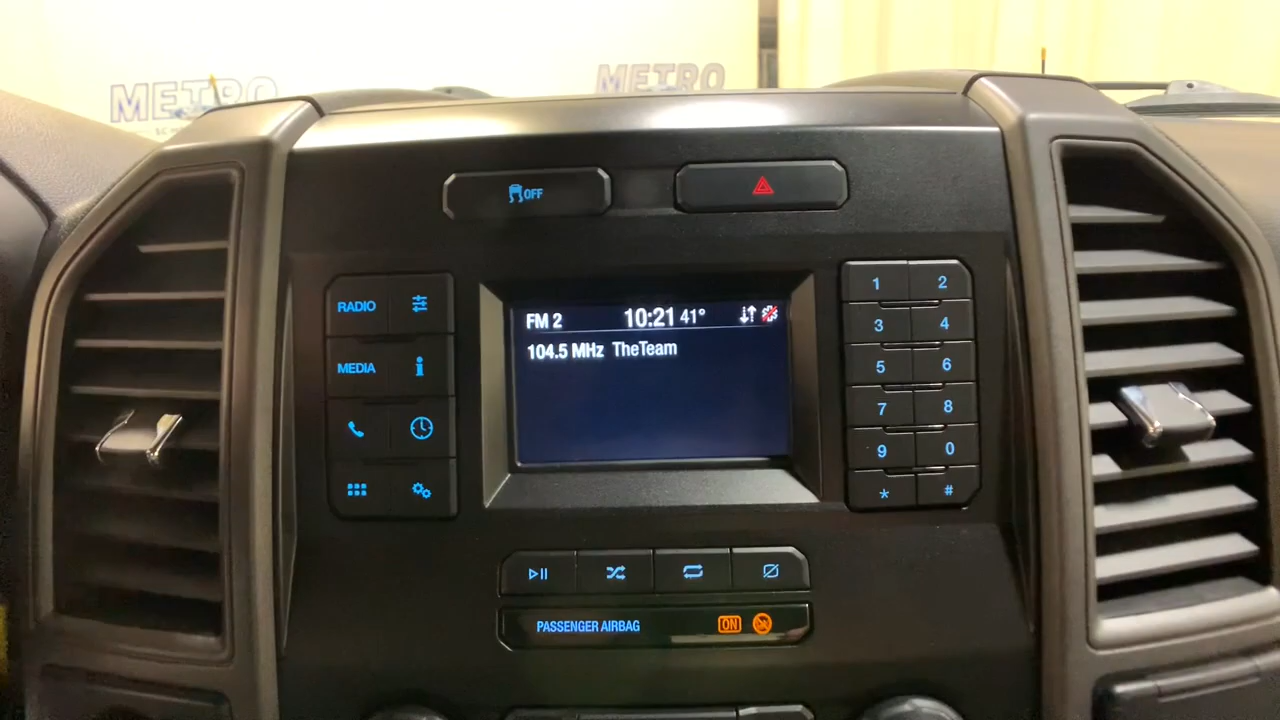 METRO
METRO
OFF
RADIO
MEDIA
FM 2 10:21 41°
104.5 MHz TheTeam
1 2
3 4
5 6
7 8
9 0
* #
PASSENGER AIRBAG ON